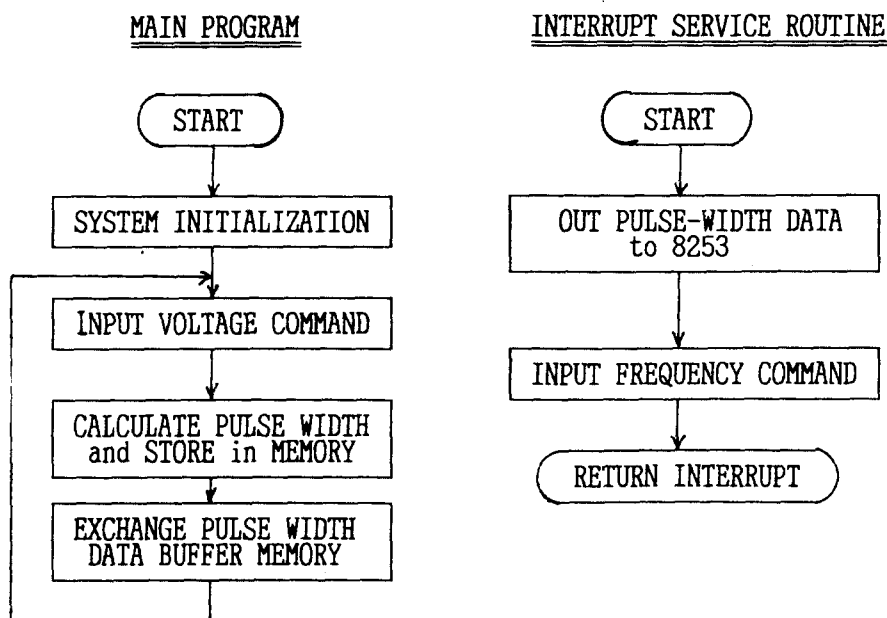 MAIN PROGRAM
START
SYSTEM INITIALIZATION
INPUT VOLTAGE COMMAND
CALCULATE PULSE WIDTH
and STORE in MEMORY
EXCHANGE PULSE WIDTH
DATA BUFFER MEMORY
INTERRUPT SERVICE ROUTINE
START
OUT PULSE-WIDTH DATA
to 8253
INPUT FREQUENCY COMMAND
RETURN INTERRUPT